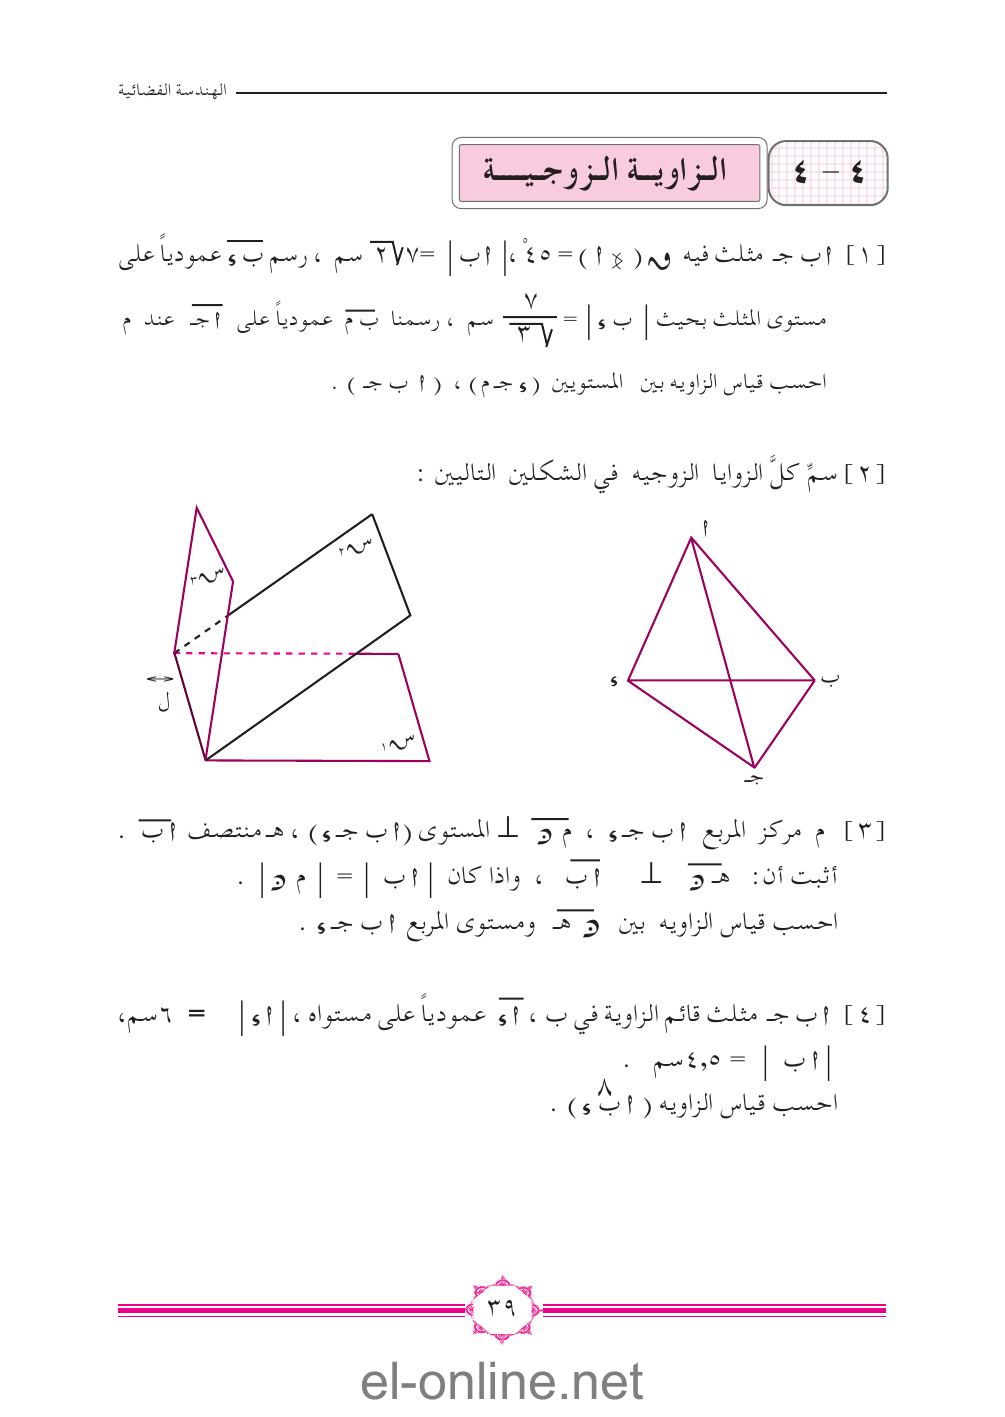 الهندسة الفضائية
٤ – ٤ الـزاويـة الـزوجـيـــة
[ ١ ] ا ب جـ مثلث فيه ق ( ∢ ا ) = ٤٥° ، | ا ب | = ٧ √٢ سم ، رسم ب ء عمودياً على
مستوى المثلث بحيث | ب ء | = ٧ / √٣ سم ، رسمنا ب م عمودياً على ا جـ عند م
احسب قياس الزاويه بين المستويين ( ء جـ م ) ، ( ا ب جـ ) .
[ ٢ ] سمِّ كلَّ الزوايا الزوجيه في الشكلين التاليين :
ا
ء
ب
جـ
س٢
س٣
ل
س١
[ ٣ ] م مركز المربع ا ب جـ ء ، م ن ⊥ المستوى (ا ب جـ ء) ، هـ منتصف ا ب .
أثبت أن : هـ ن ⊥ ا ب ، واذا كان | ا ب | = | م ن | .
احسب قياس الزاويه بين ن هـ ومستوى المربع ا ب جـ ء .
[ ٤ ] ا ب جـ مثلث قائم الزاوية في ب ، ا ء عمودياً على مستواه ، | ا ء | = ٦سم،
| ا ب | = ٤,٥سم .
احسب قياس الزاويه ( ا ب^ ء ) .
٣٩
el-online.net